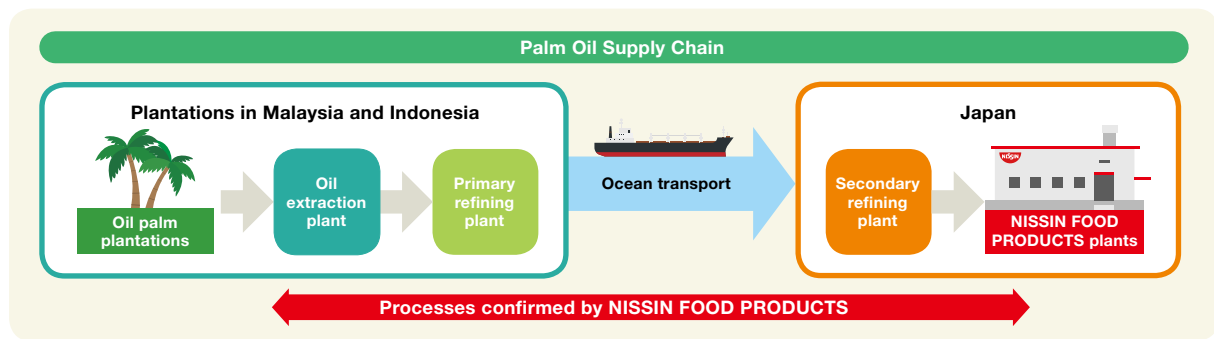 Palm Oil Supply Chain
Plantations in Malaysia and Indonesia
Oil palm
plantations
Oil
extraction
plant
Primary
refining
plant
Ocean transport
Japan
Secondary
refining
plant
NISSIN
NISSIN FOOD
PRODUCTS plants
Processes confirmed by NISSIN FOOD PRODUCTS